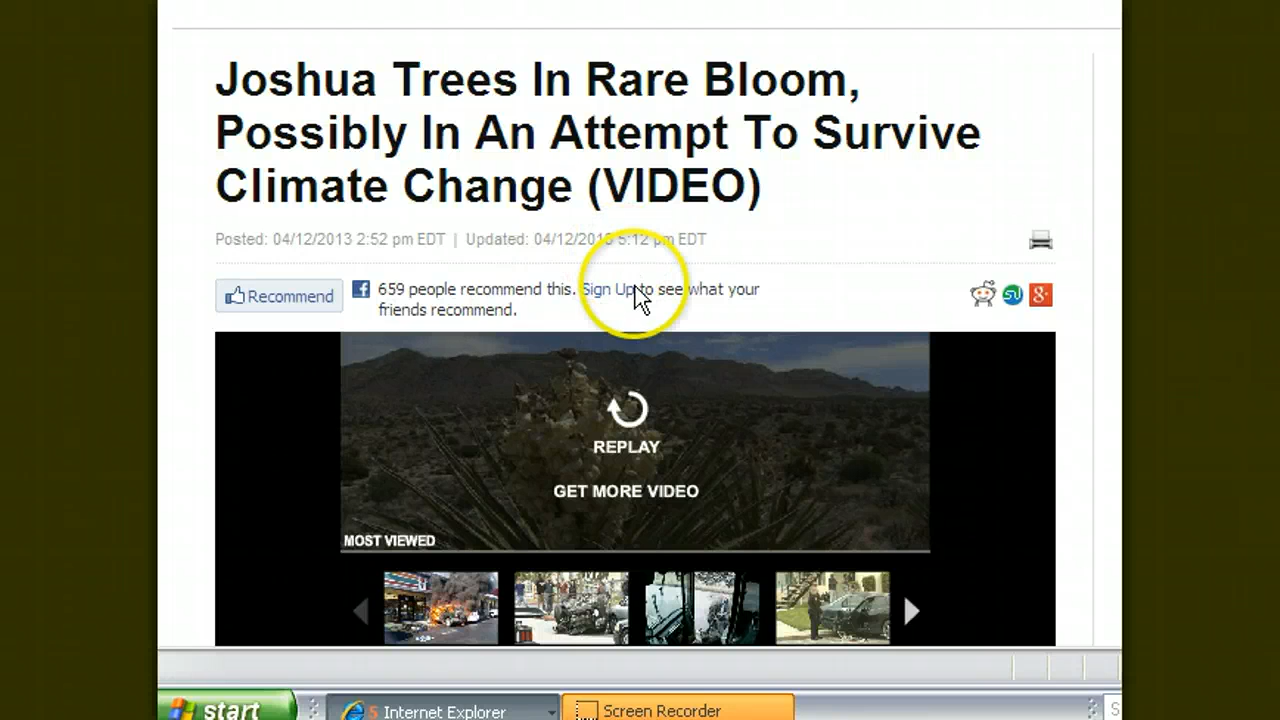 Joshua Trees In Rare Bloom,
Possibly In An Attempt To Survive
Climate Change (VIDEO)
Posted: 04/12/2013 2:52 pm EDT | Updated: 04/12/2013 5:12 pm EDT
Recommend
659 people recommend this. Sign Up to see what your
friends recommend.
REPLAY
GET MORE VIDEO
MOST VIEWED
start
5 Internet Explorer
Screen Recorder
S